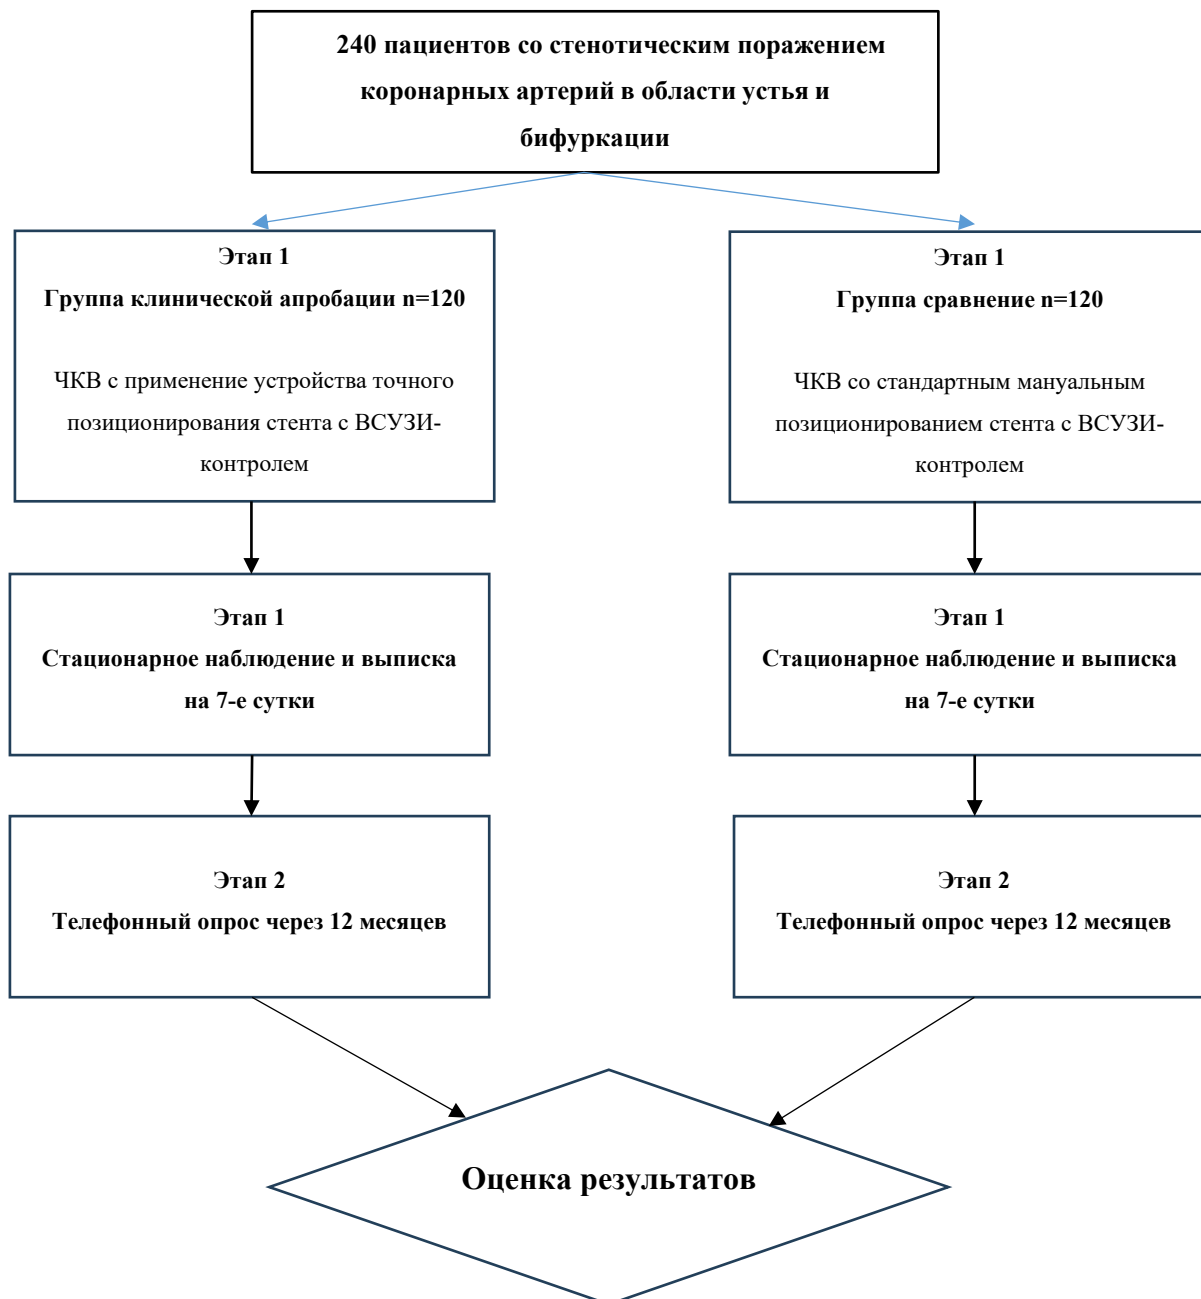 240 пациентов со стенотическим поражением
коронарных артерий в области устья и
бифуркации
Этап 1
Группа клинической апробации n=120
ЧКВ с применение устройства точного
позиционирования стента с ВСУЗИ-
контролем
Этап 1
Группа сравнение n=120
ЧКВ со стандартным мануальным
позиционированием стента с ВСУЗИ-
контролем
Этап 1
Стационарное наблюдение и выписка
на 7-е сутки
Этап 1
Стационарное наблюдение и выписка
на 7-е сутки
Этап 2
Телефонный опрос через 12 месяцев
Этап 2
Телефонный опрос через 12 месяцев
Оценка результатов